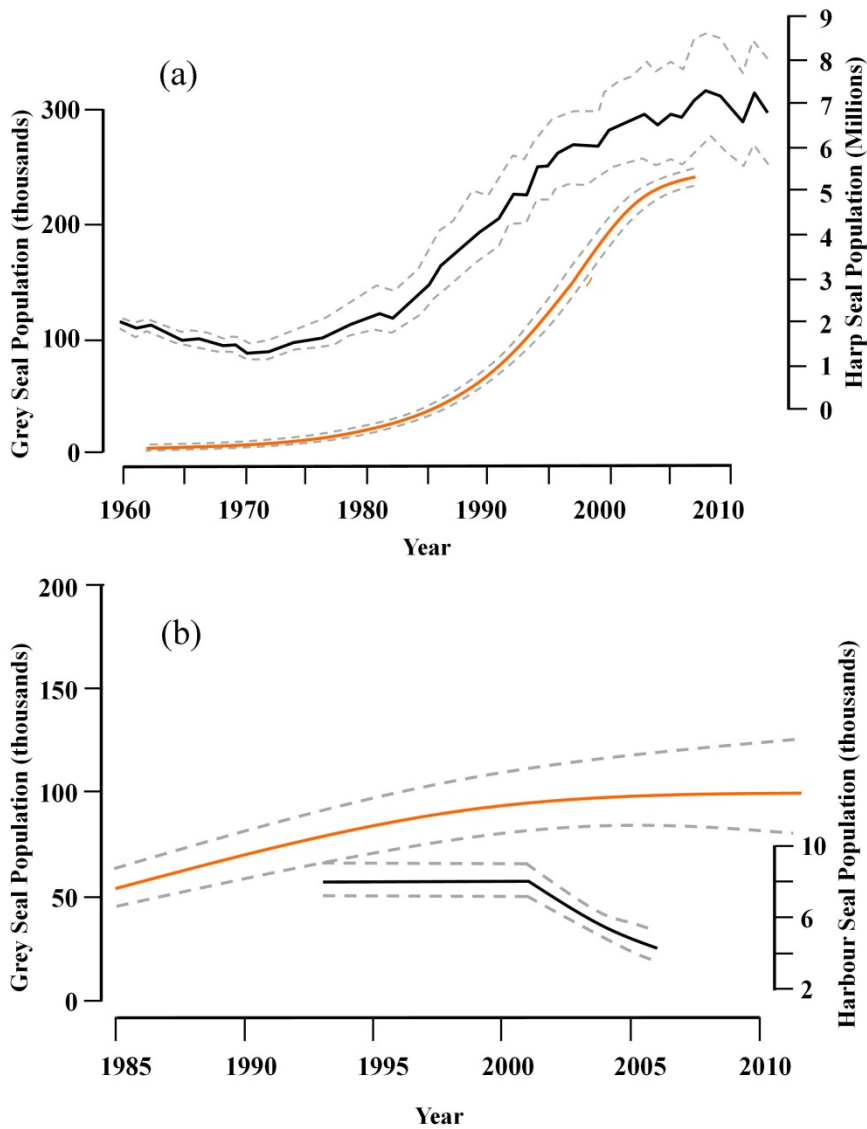 (a)
Grey Seal Population (thousands)
300
200
100
0
9
8
7
6
5
4
3
2
1
0
Harp Seal Population (Millions)
1960 1970 1980 1990 2000 2010
Year
(b)
Grey Seal Population (thousands)
200
150
100
50
0
10
6
6
2
Harbour Seal Population (thousands)
1985 1990 1995 2000 2005 2010
Year